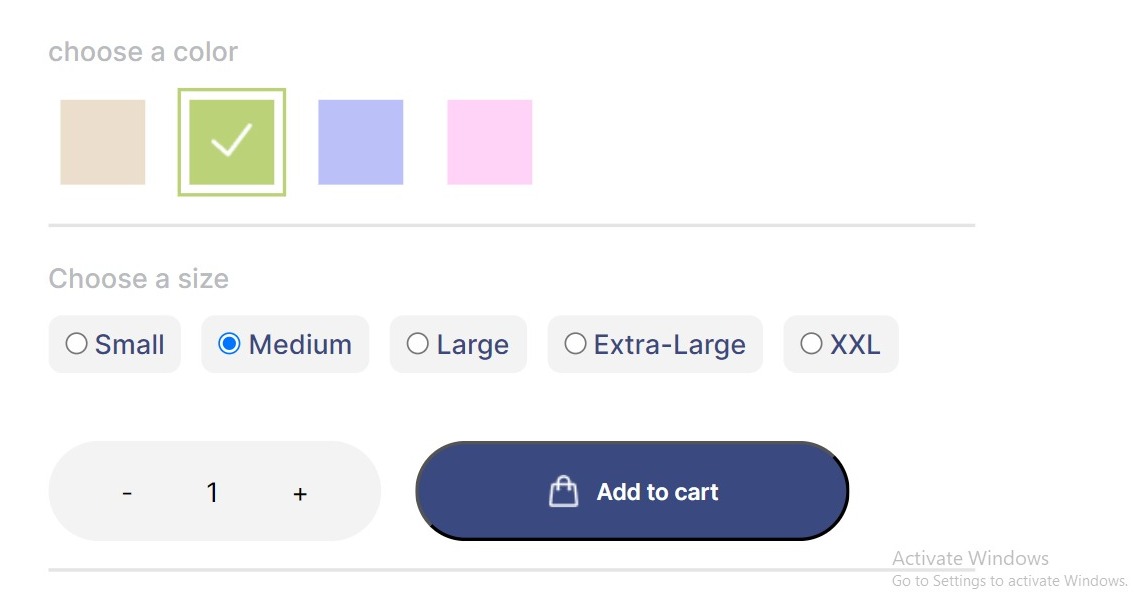 choose a color
Choose a size
Small Medium Large Extra-Large XXL
- 1 + Add to cart
Activate Windows
Go to Settings to activate Windows.